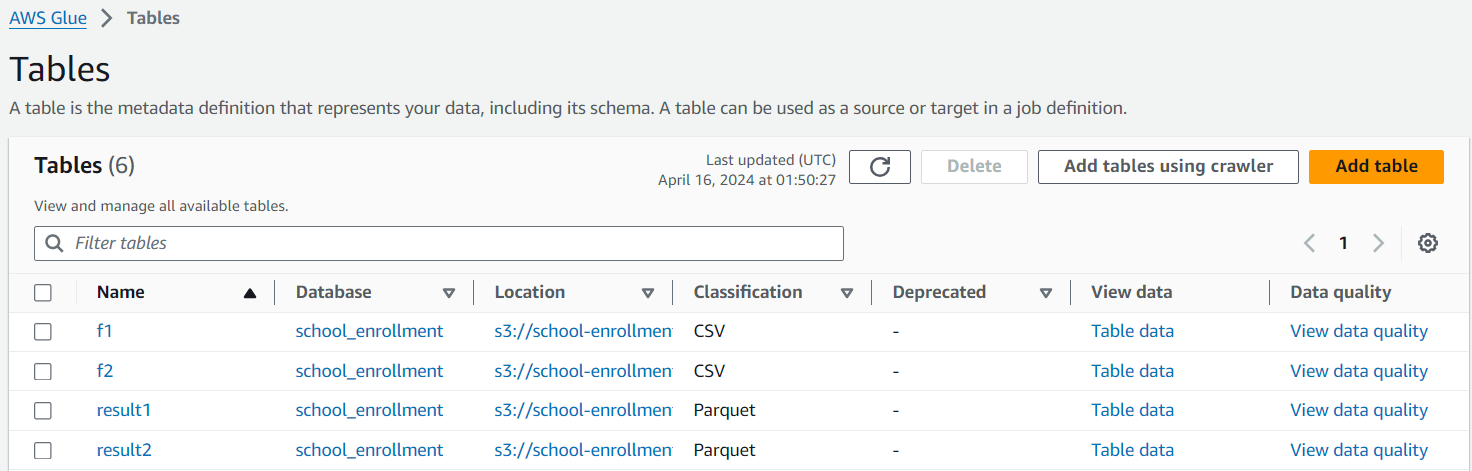 AWS Glue > Tables
Tables
A table is the metadata definition that represents your data, including its schema. A table can be used as a source or target in a job definition.
Tables (6)
Last updated (UTC)
April 16, 2024 at 01:50:27
Delete
Add tables using crawler
Add table
View and manage all available tables.
Filter tables
1
Name Database Location Classification Deprecated View data Data quality
f1 school_enrollment s3://school-enrollmen CSV - Table data View data quality
f2 school_enrollment s3://school-enrollmen CSV - Table data View data quality
result1 school_enrollment s3://school-enrollmen Parquet - Table data View data quality
result2 school_enrollment s3://school-enrollmen Parquet - Table data View data quality